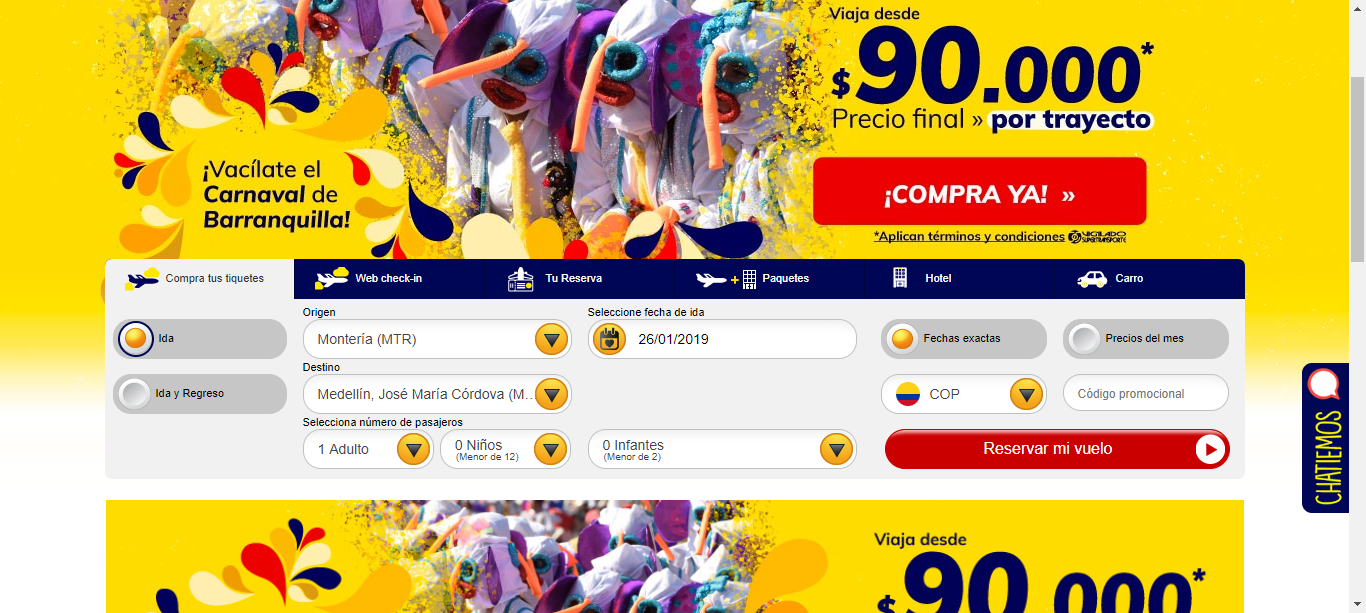 Viaja desde
$90.000*
Precio final » por trayecto
¡Vacílate el
Carnaval de
Barranquilla!
¡COMPRA YA! »
*Aplican términos y condiciones VIGILADO
SUPERTRANSPORTE
Compra tus tiquetes
Web check-in
Tu Reserva
Paquetes
Hotel
Carro
Ida
Ida y Regreso
Origen
Montería (MTR)
Destino
Medellín, José María Córdova (M...
Selecciona número de pasajeros
1 Adulto
0 Niños
(Menor de 12)
0 Infantes
(Menor de 2)
Seleccione fecha de ida
26/01/2019
Fechas exactas
Precios del mes
COP
Código promocional
Reservar mi vuelo
CHATIEMOS
Viaja desde
$90.000*